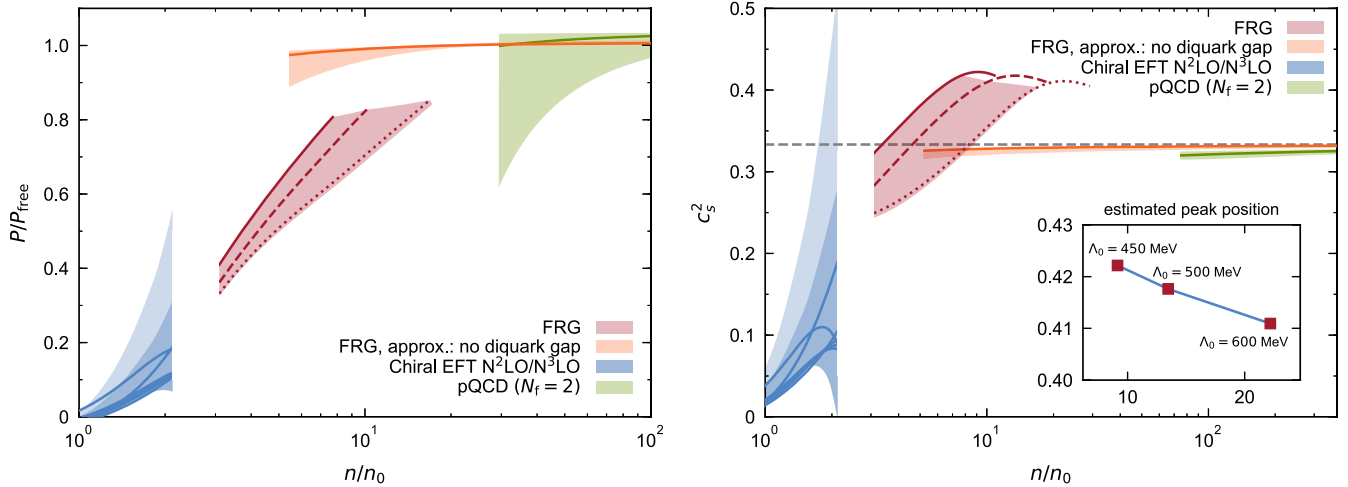 1.0
0.8
0.6
0.4
0.2
0
P/P_free
10⁰
10¹
10²
n/n₀
FRG
FRG, approx.: no diquark gap
Chiral EFT N²LO/N³LO
pQCD (N_f = 2)
0.5
0.4
0.3
0.2
0.1
0
c_s²
10⁰
10¹
10²
n/n₀
FRG
FRG, approx.: no diquark gap
Chiral EFT N²LO/N³LO
pQCD (N_f = 2)
estimated peak position
0.43
0.42
0.41
0.40
10
20
Λ₀ = 450 MeV
Λ₀ = 500 MeV
Λ₀ = 600 MeV